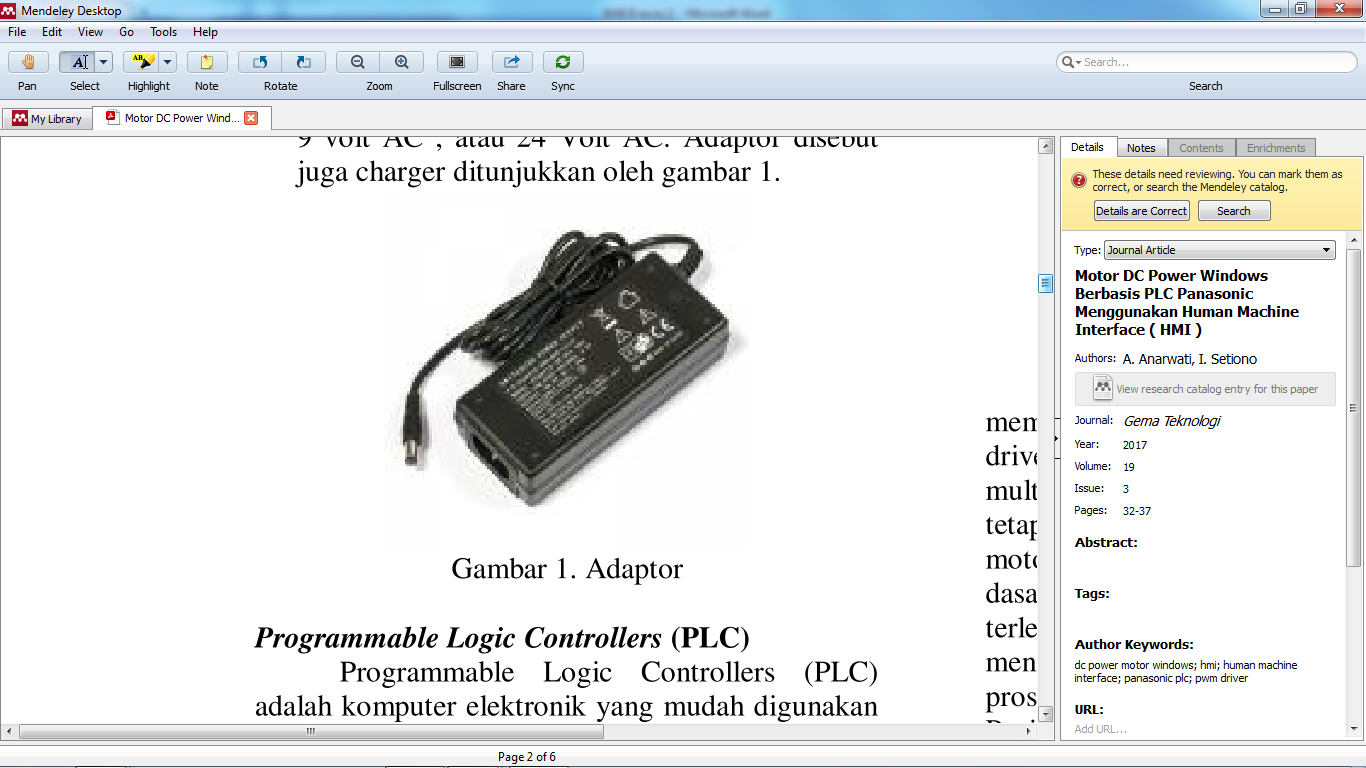 Mendeley Desktop
File Edit View Go Tools Help
Pan Select Highlight Note Rotate Zoom Fullscreen Share Sync
Search...
Search
My Library
Motor DC Power Wind...
9 volt AC , atau 24 Volt AC. Adaptor disebut
juga charger ditunjukkan oleh gambar 1.
Gambar 1. Adaptor
Programmable Logic Controllers (PLC)
Programmable Logic Controllers (PLC)
adalah komputer elektronik yang mudah digunakan
mem
drive
mult
tetap
moto
dasa
terle
men
pros
Details Notes Contents Enrichments
These details need reviewing. You can mark them as
correct, or search the Mendeley catalog.
Details are Correct Search
Type: Journal Article
Motor DC Power Windows
Berbasis PLC Panasonic
Menggunakan Human Machine
Interface ( HMI )
Authors: A. Anarwati, I. Setiono
View research catalog entry for this paper
Journal: Gema Teknologi
Year: 2017
Volume: 19
Issue: 3
Pages: 32-37
Abstract:
Tags:
Author Keywords:
dc power motor windows; hmi; human machine
interface; panasonic plc; pwm driver
URL:
Add URL...
Page 2 of 6